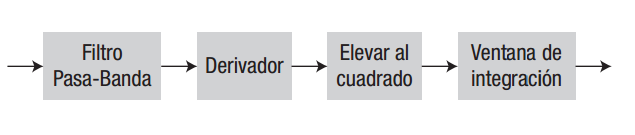 Filtro
Pasa-Banda
Derivador
Elevar al
cuadrado
Ventana de
integración